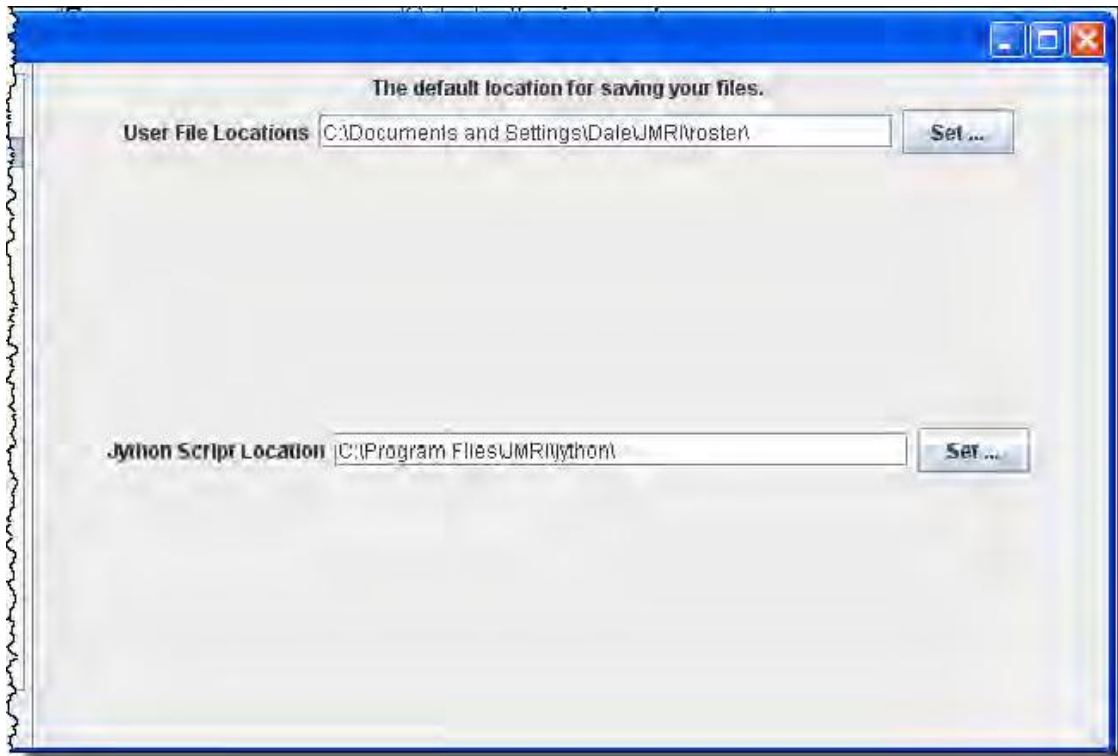 The default location for saving your files.
User File Locations C:\Documents and Settings\Dale\JMRI\roster\ Set ...
Jython Script Location C:\Program Files\JMRI\jython\ Set ...